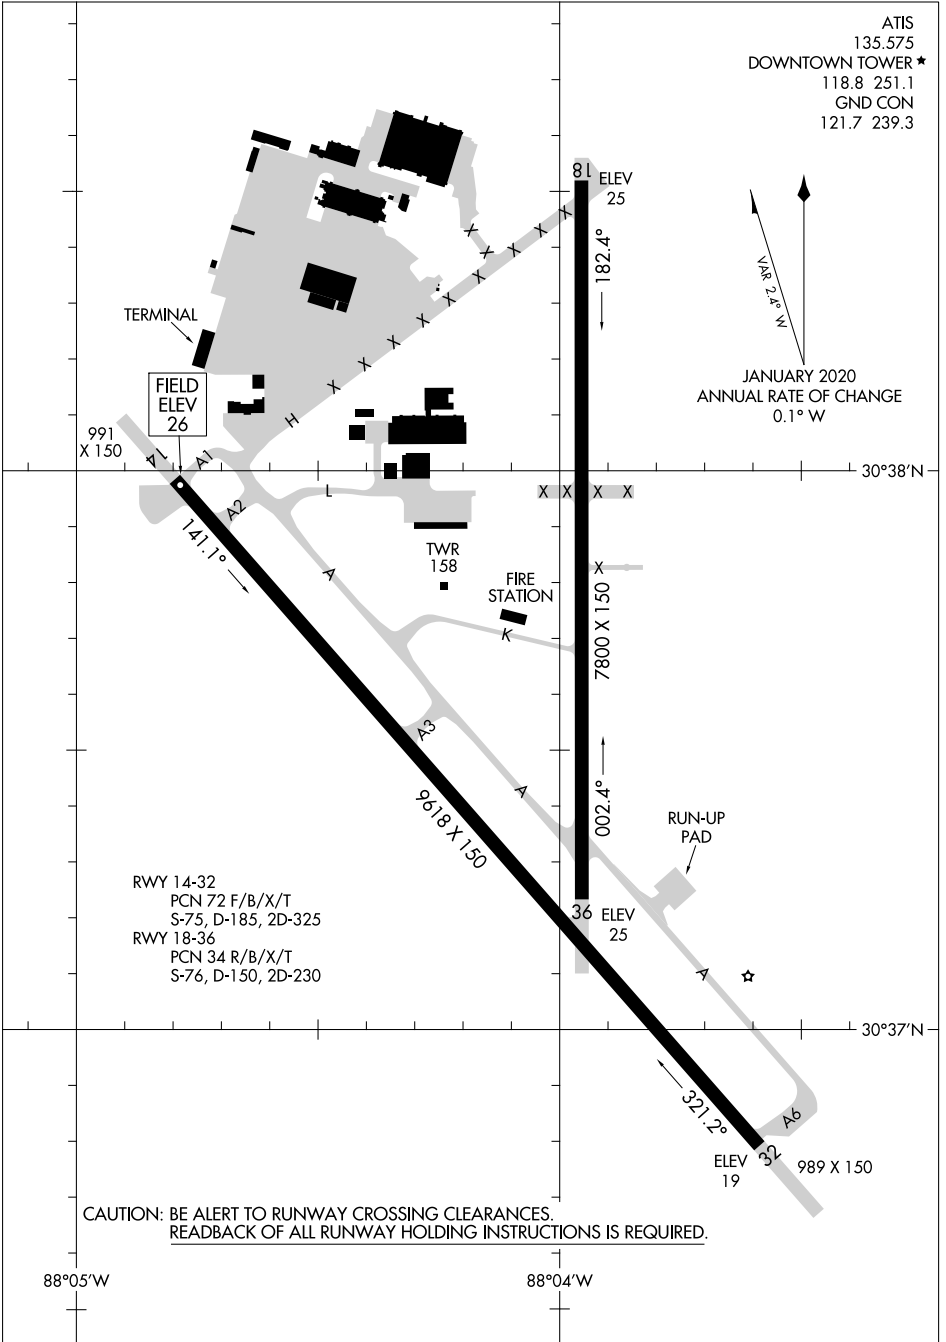 ATIS
135.575
DOWNTOWN TOWER
118.8 251.1
GND CON
121.7 239.3
18
ELEV
25
182.4°
VAR 2.4° W
JANUARY 2020
ANNUAL RATE OF CHANGE
0.1° W
X
X
X
X
X
X
X
X
X
X
X
TERMINAL
FIELD
ELEV
26
H
991
X 150
14
A1
30°38'N
A2
L
X X X X
141.1°
TWR
158
A
FIRE
STATION
X
K
7800 X 150
A3
A
002.4°
9618 X 150
RUN-UP
PAD
RWY 14-32
PCN 72 F/B/X/T
S-75, D-185, 2D-325
RWY 18-36
PCN 34 R/B/X/T
S-76, D-150, 2D-230
36
ELEV
25
A
30°37'N
321.2°
A6
32
ELEV
19
989 X 150
CAUTION: BE ALERT TO RUNWAY CROSSING CLEARANCES.
READBACK OF ALL RUNWAY HOLDING INSTRUCTIONS IS REQUIRED.
88°05'W
88°04'W